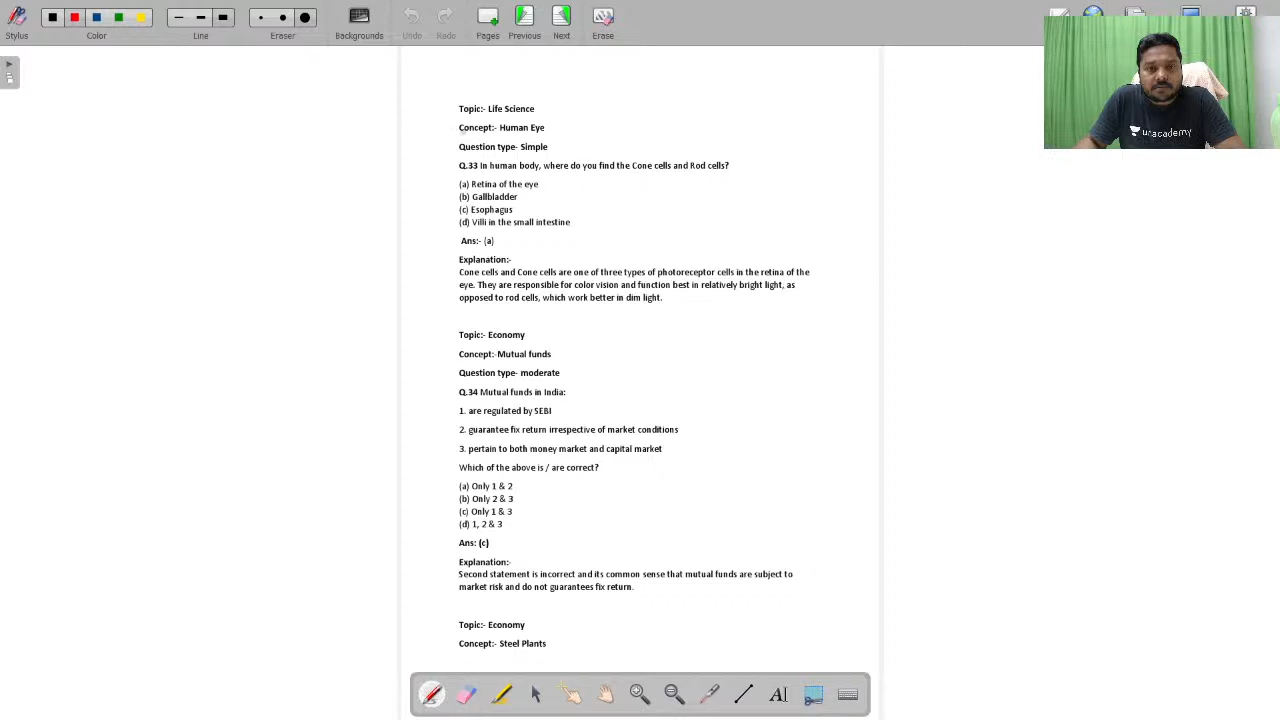 Stylus
Color
Line
Eraser
Backgrounds
Undo
Redo
Pages
Previous
Next
Erase
unacademy
Topic:- Life Science
Concept:- Human Eye
Question type- Simple
Q.33 In human body, where do you find the Cone cells and Rod cells?
(a) Retina of the eye
(b) Gallbladder
(c) Esophagus
(d) Villi in the small intestine
Ans:- (a)
Explanation:-
Cone cells and Cone cells are one of three types of photoreceptor cells in the retina of the
eye. They are responsible for color vision and function best in relatively bright light, as
opposed to rod cells, which work better in dim light.
Topic:- Economy
Concept:-Mutual funds
Question type- moderate
Q.34 Mutual funds in India:
1. are regulated by SEBI
2. guarantee fix return irrespective of market conditions
3. pertain to both money market and capital market
Which of the above is / are correct?
(a) Only 1 & 2
(b) Only 2 & 3
(c) Only 1 & 3
(d) 1, 2 & 3
Ans: (c)
Explanation:-
Second statement is incorrect and its common sense that mutual funds are subject to
market risk and do not guarantees fix return.
Topic:- Economy
Concept:- Steel Plants
AI